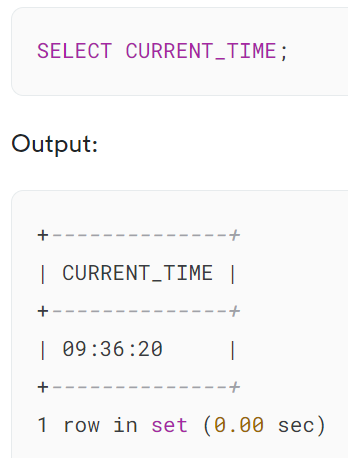 SELECT CURRENT_TIME;
Output:
+--------------+
| CURRENT_TIME |
+--------------+
| 09:36:20     |
+--------------+
1 row in set (0.00 sec)